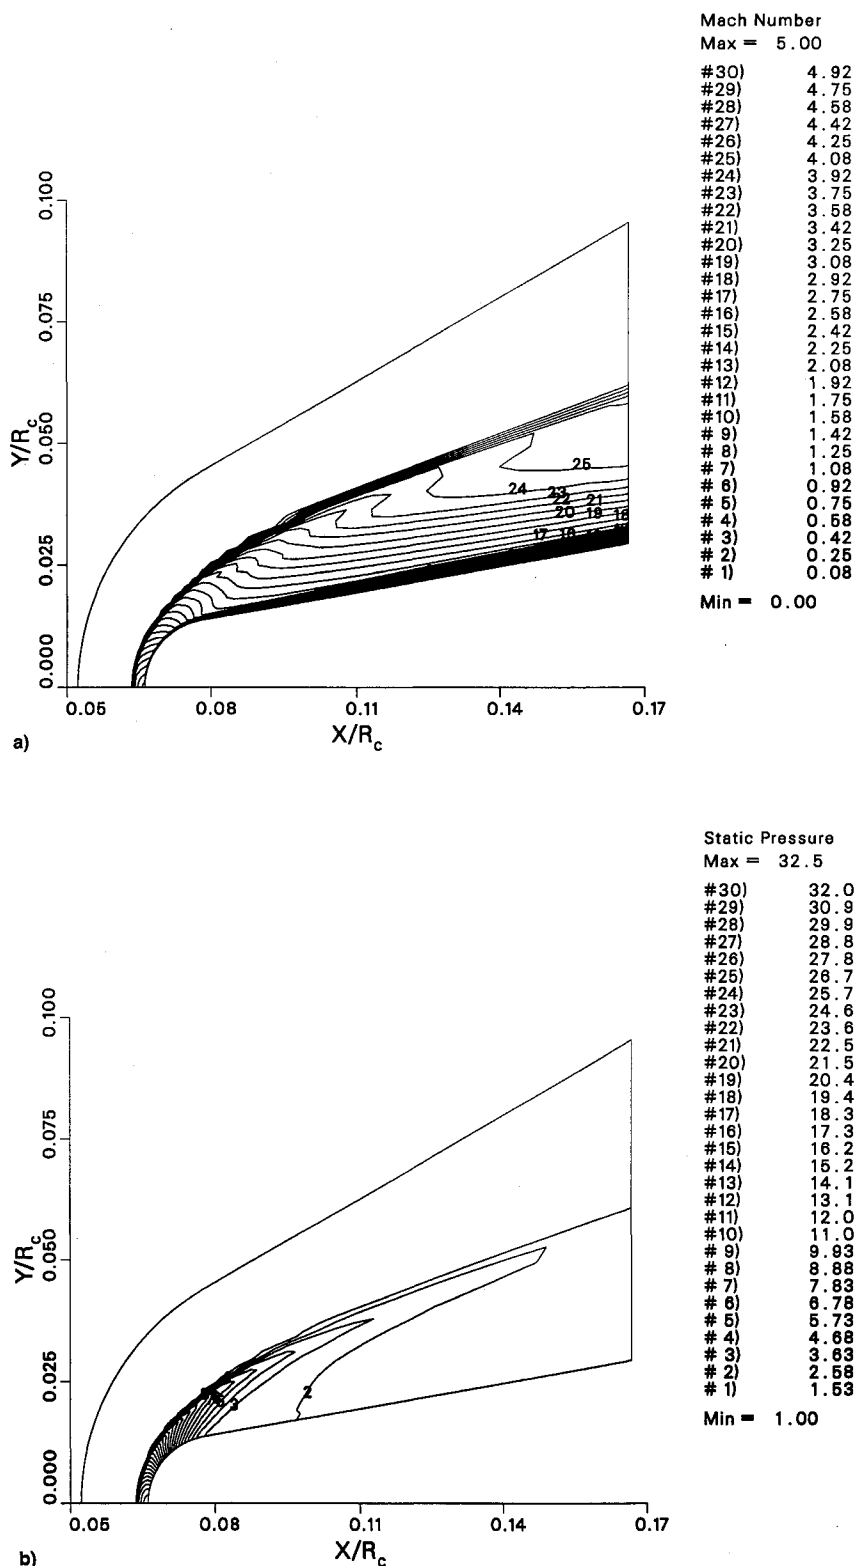 Mach Number
Max = 5.00
#30) 4.92
#29) 4.75
#28) 4.58
#27) 4.42
#26) 4.25
#25) 4.08
#24) 3.92
#23) 3.75
#22) 3.58
#21) 3.42
#20) 3.25
#19) 3.08
#18) 2.92
#17) 2.75
#16) 2.58
#15) 2.42
#14) 2.25
#13) 2.08
#12) 1.92
#11) 1.75
#10) 1.58
# 9) 1.42
# 8) 1.25
# 7) 1.08
# 6) 0.92
# 5) 0.75
# 4) 0.58
# 3) 0.42
# 2) 0.25
# 1) 0.08
Min = 0.00
0.100
0.075
0.050
0.025
0.000
Y/Rc
25
24
23
22
21
20
19
18
17
16
0.05
0.08
0.11
0.14
0.17
X/Rc
a)
Static Pressure
Max = 32.5
#30) 32.0
#29) 30.9
#28) 29.9
#27) 28.8
#26) 27.8
#25) 26.7
#24) 25.7
#23) 24.6
#22) 23.6
#21) 22.5
#20) 21.5
#19) 20.4
#18) 19.4
#17) 18.3
#16) 17.3
#15) 16.2
#14) 15.2
#13) 14.1
#12) 13.1
#11) 12.0
#10) 11.0
# 9) 9.93
# 8) 8.88
# 7) 7.83
# 6) 6.78
# 5) 5.73
# 4) 4.68
# 3) 3.63
# 2) 2.58
# 1) 1.53
Min = 1.00
0.100
0.075
0.050
0.025
0.000
Y/Rc
2
3
0.05
0.08
0.11
0.14
0.17
X/Rc
b)